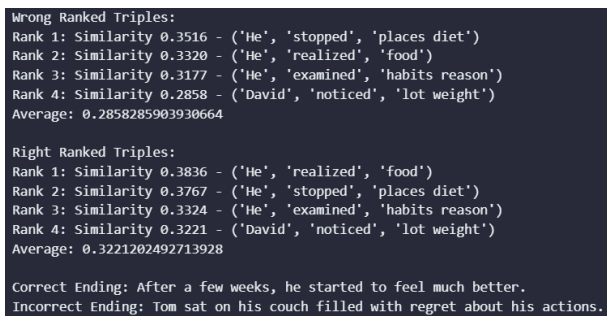 Wrong Ranked Triples:
Rank 1: Similarity 0.3516 - ('He', 'stopped', 'places diet')
Rank 2: Similarity 0.3320 - ('He', 'realized', 'food')
Rank 3: Similarity 0.3177 - ('He', 'examined', 'habits reason')
Rank 4: Similarity 0.2858 - ('David', 'noticed', 'lot weight')
Average: 0.2858285903930664
Right Ranked Triples:
Rank 1: Similarity 0.3836 - ('He', 'realized', 'food')
Rank 2: Similarity 0.3767 - ('He', 'stopped', 'places diet')
Rank 3: Similarity 0.3324 - ('He', 'examined', 'habits reason')
Rank 4: Similarity 0.3221 - ('David', 'noticed', 'lot weight')
Average: 0.3221202492713928
Correct Ending: After a few weeks, he started to feel much better.
Incorrect Ending: Tom sat on his couch filled with regret about his actions.